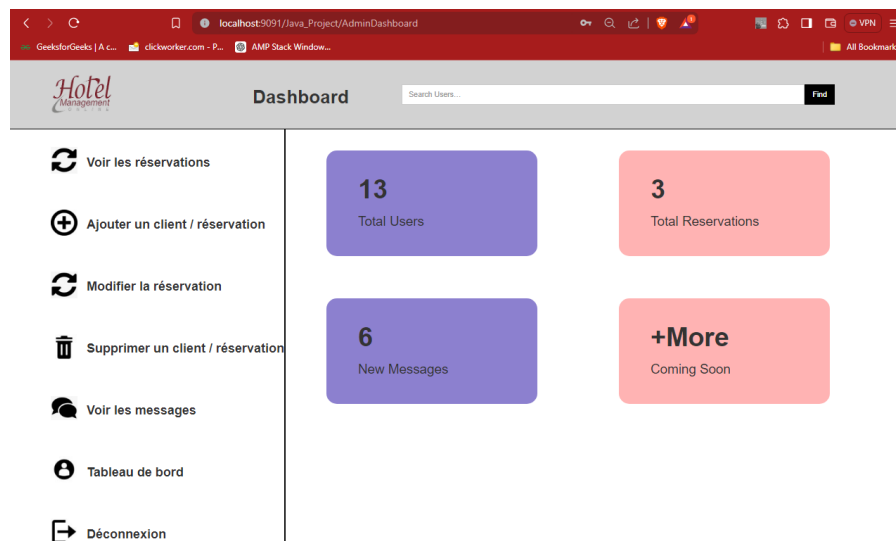 localhost:9091/Java_Project/AdminDashboard
VPN
GeeksforGeeks | A c...
clickworker.com - P...
AMP Stack Window...
All Bookmark
Hotel
Management
ONLINE
Dashboard
Search Users...
Find
Voir les réservations
Ajouter un client / réservation
Modifier la réservation
Supprimer un client / réservation
Voir les messages
Tableau de bord
Déconnexion
13
Total Users
3
Total Reservations
6
New Messages
+More
Coming Soon